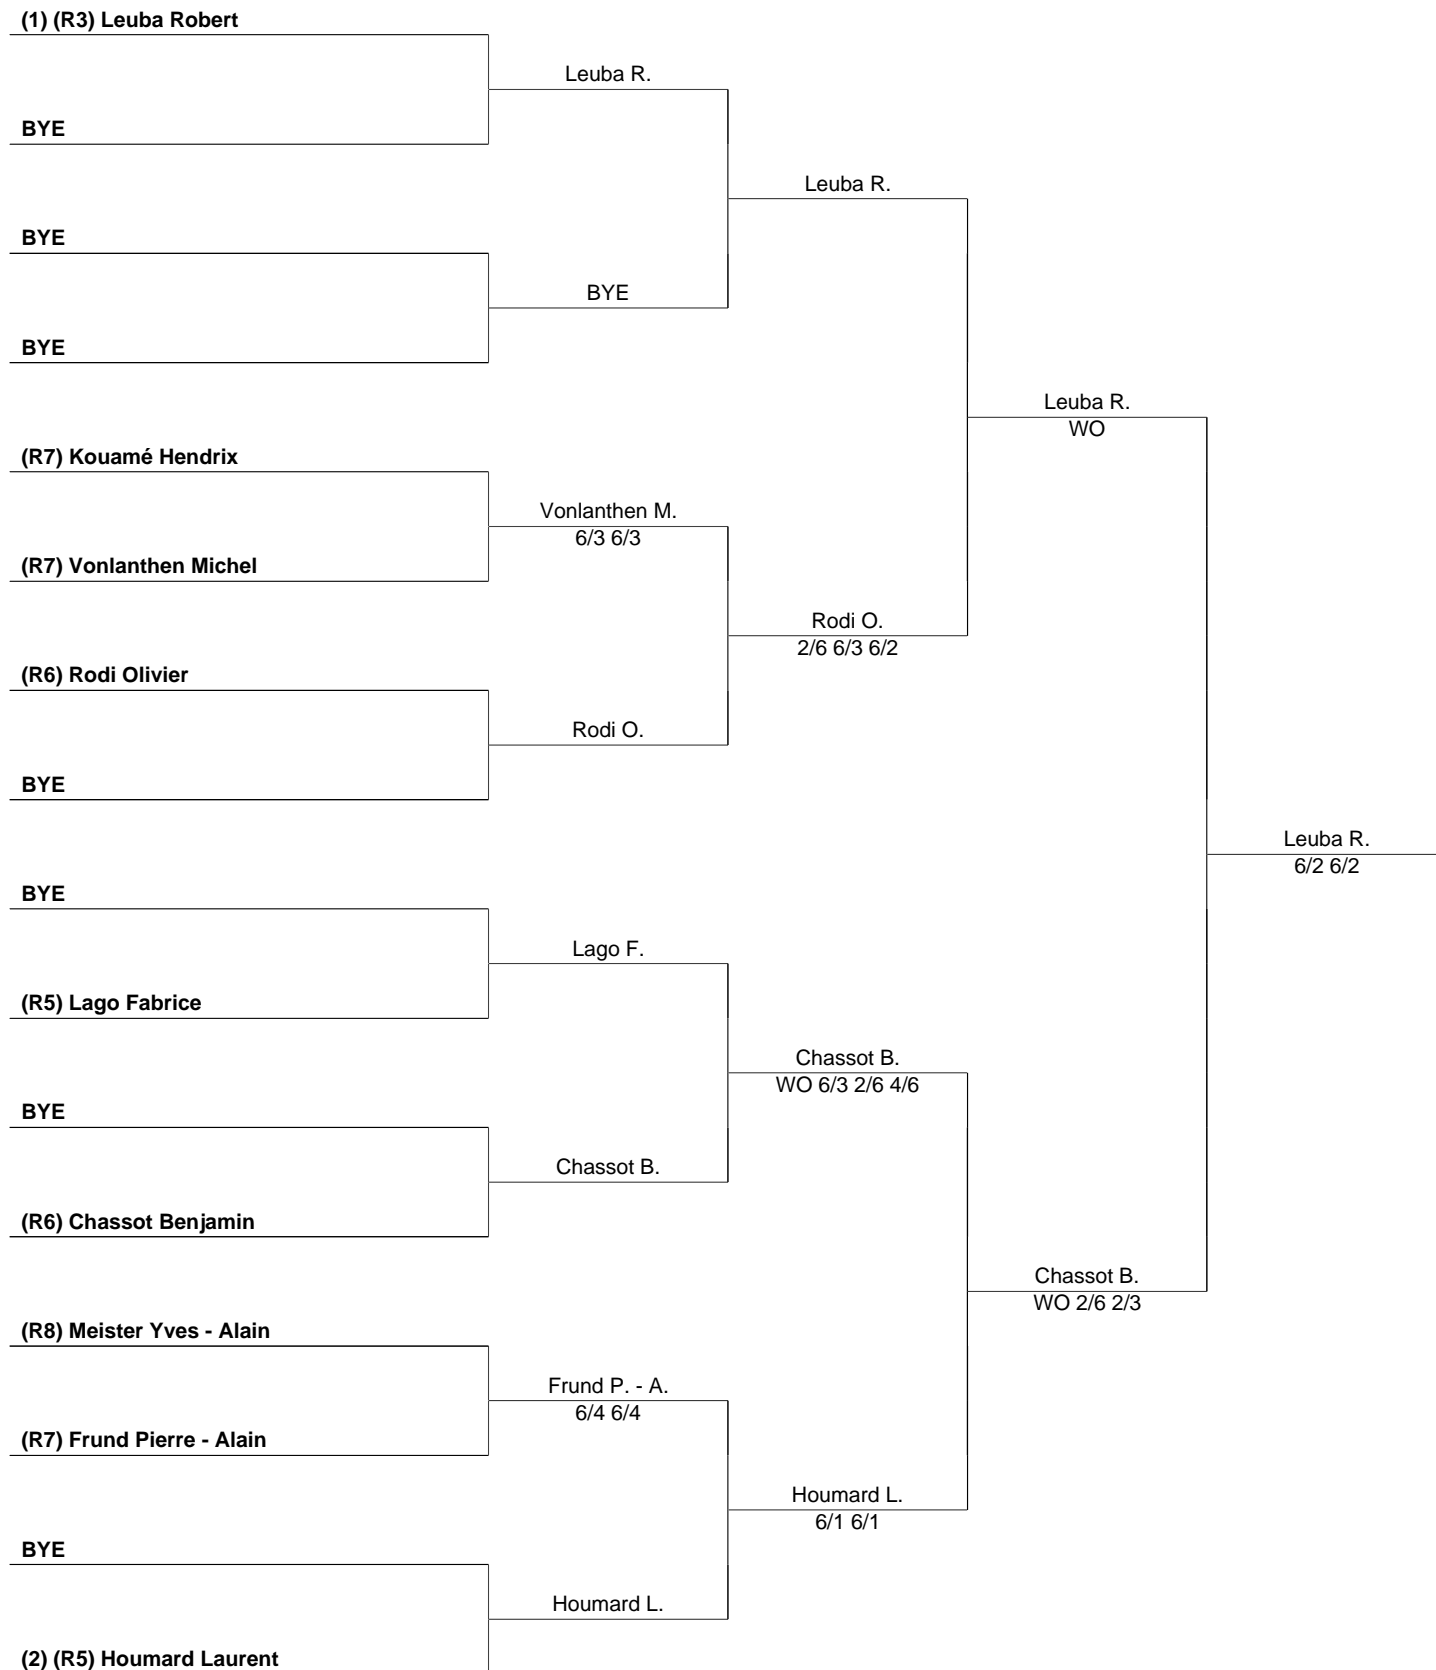 (1) (R3) Leuba Robert
Leuba R.
BYE
Leuba R.
BYE
BYE
BYE
Leuba R.
WO
(R7) Kouamé Hendrix
Vonlanthen M.
6/3 6/3
(R7) Vonlanthen Michel
Rodi O.
2/6 6/3 6/2
(R6) Rodi Olivier
Rodi O.
BYE
Leuba R.
6/2 6/2
BYE
Lago F.
(R5) Lago Fabrice
Chassot B.
WO 6/3 2/6 4/6
BYE
Chassot B.
(R6) Chassot Benjamin
Chassot B.
WO 2/6 2/3
(R8) Meister Yves - Alain
Frund P. - A.
6/4 6/4
(R7) Frund Pierre - Alain
Houmard L.
6/1 6/1
BYE
Houmard L.
(2) (R5) Houmard Laurent